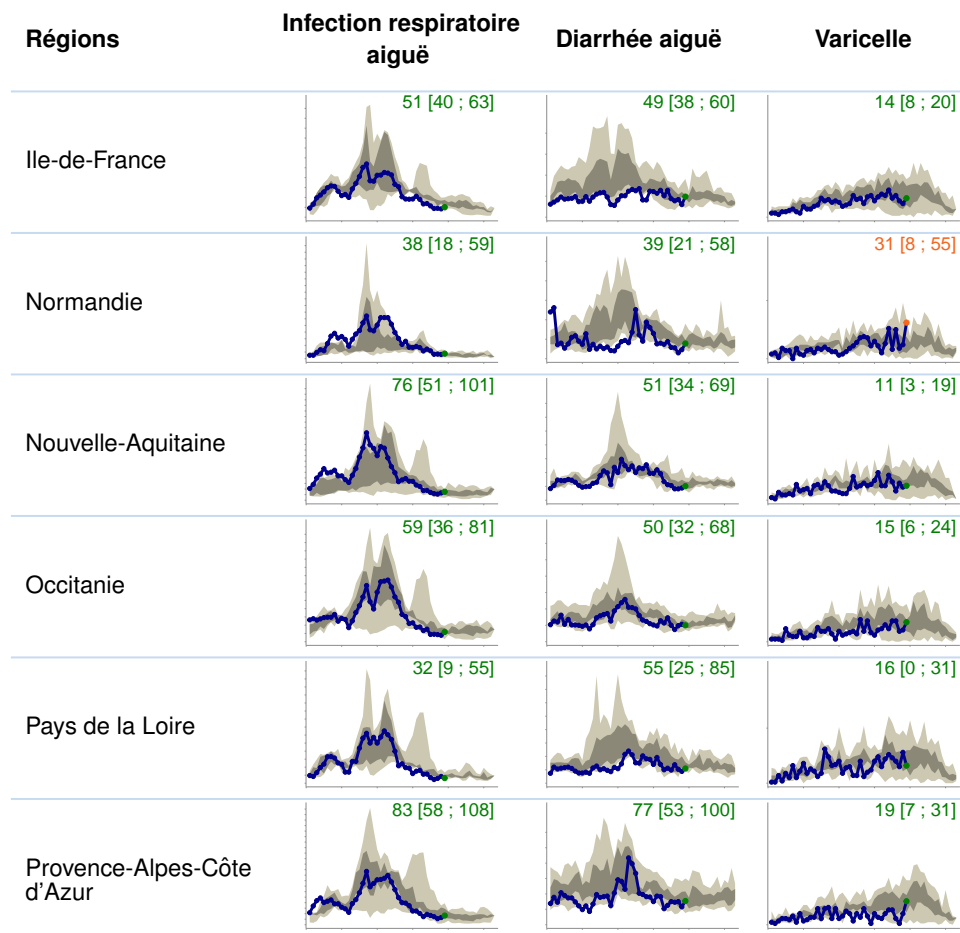 Régions
Infection respiratoire
aiguë
Diarrhée aiguë
Varicelle
Ile-de-France
51 [40 ; 63]
49 [38 ; 60]
14 [8 ; 20]
Normandie
38 [18 ; 59]
39 [21 ; 58]
31 [8 ; 55]
Nouvelle-Aquitaine
76 [51 ; 101]
51 [34 ; 69]
11 [3 ; 19]
Occitanie
59 [36 ; 81]
50 [32 ; 68]
15 [6 ; 24]
Pays de la Loire
32 [9 ; 55]
55 [25 ; 85]
16 [0 ; 31]
Provence-Alpes-Côte
d'Azur
83 [58 ; 108]
77 [53 ; 100]
19 [7 ; 31]